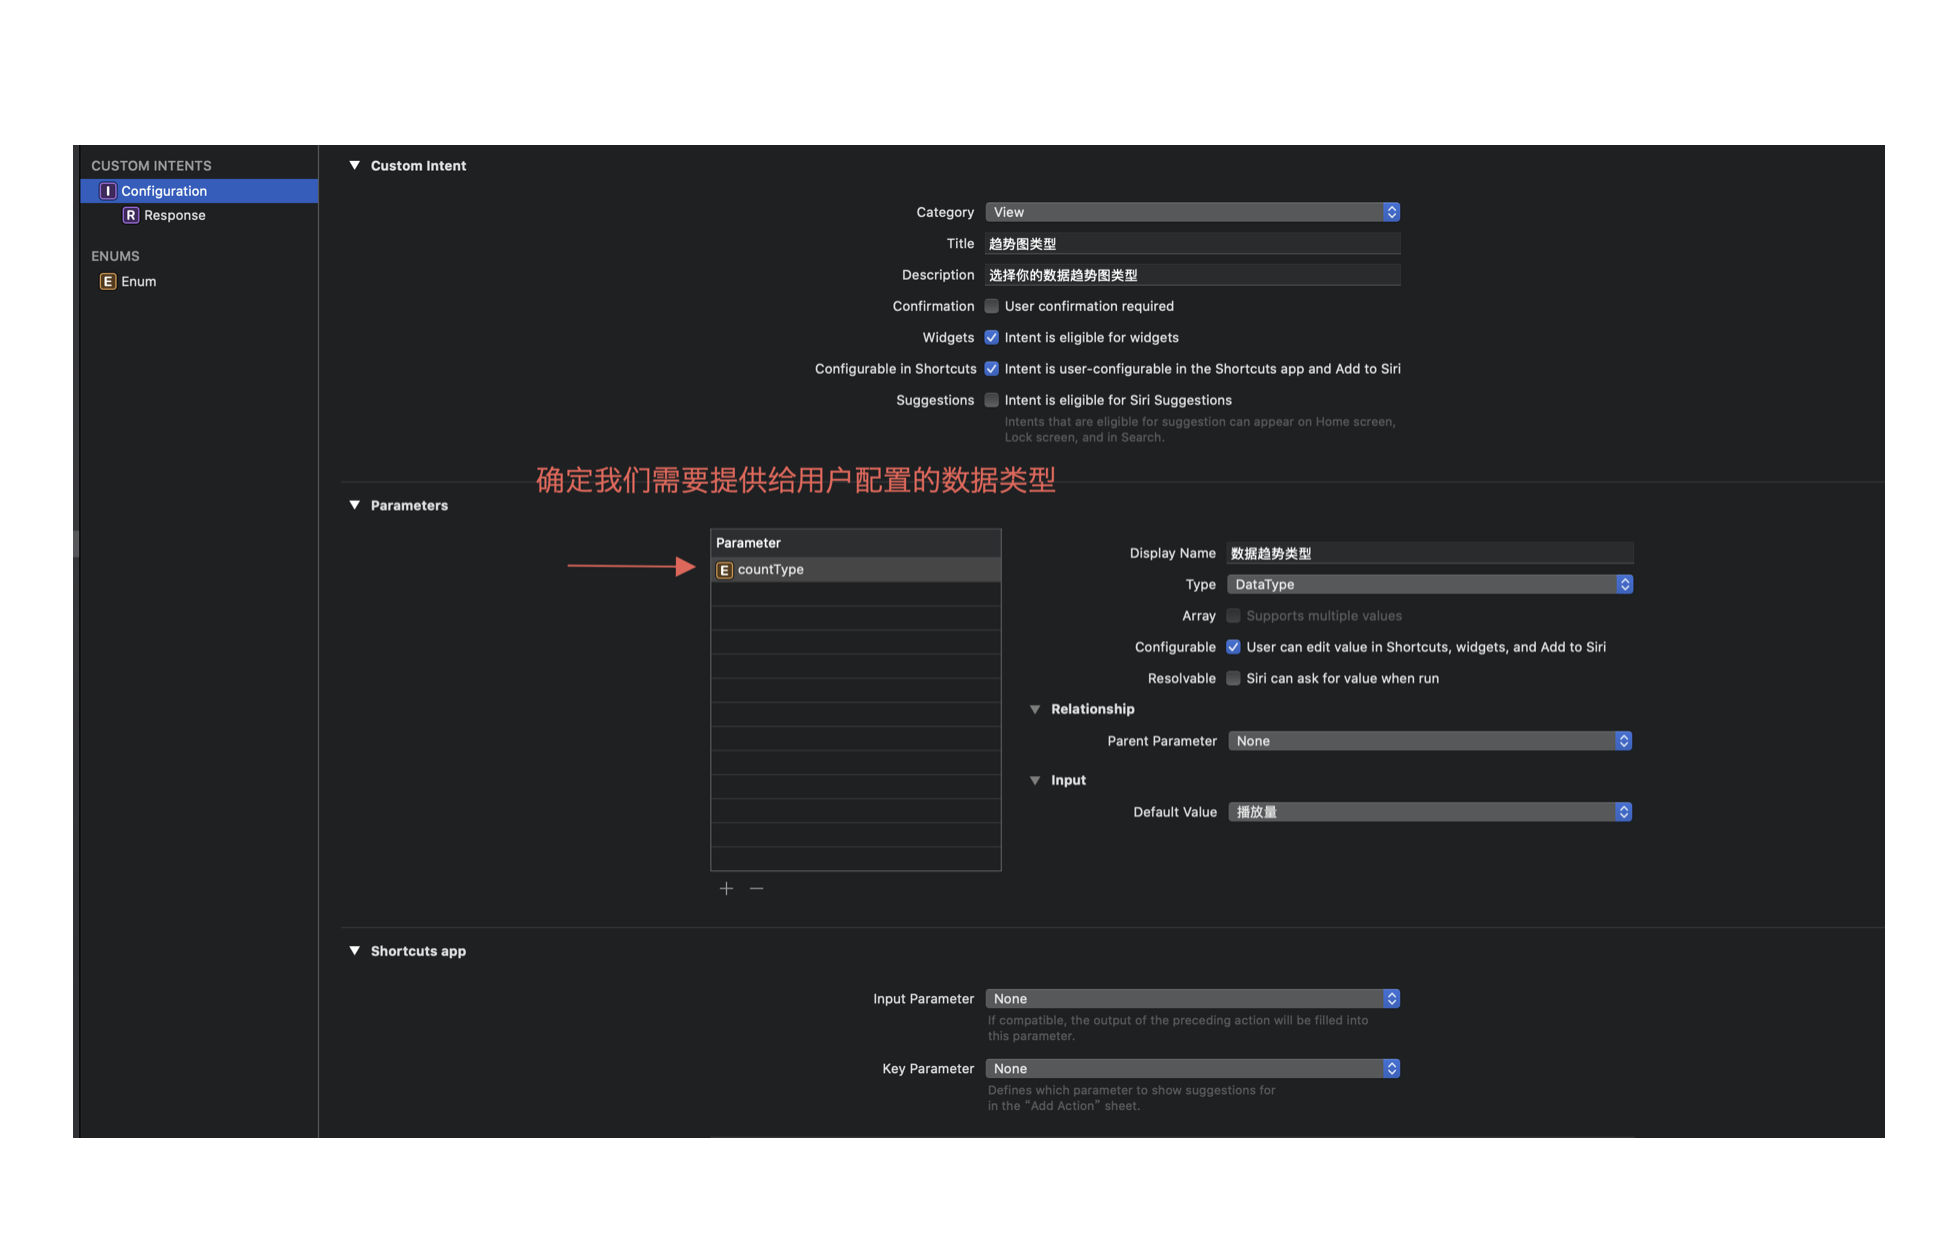 CUSTOM INTENTS
I Configuration
R Response
ENUMS
E Enum
Custom Intent
Category View
Title 趋势图类型
Description 选择你的数据趋势图类型
Confirmation User confirmation required
Widgets Intent is eligible for widgets
Configurable in Shortcuts Intent is user-configurable in the Shortcuts app and Add to Siri
Suggestions Intent is eligible for Siri Suggestions
Intents that are eligible for suggestion can appear on Home screen,
Lock screen, and in Search.
确定我们需要提供给用户配置的数据类型
Parameters
Parameter
E countType
Display Name 数据趋势类型
Type DataType
Array Supports multiple values
Configurable User can edit value in Shortcuts, widgets, and Add to Siri
Resolvable Siri can ask for value when run
Relationship
Parent Parameter None
Input
Default Value 播放量
Shortcuts app
Input Parameter None
If compatible, the output of the preceding action will be filled into
this parameter.
Key Parameter None
Defines which parameter to show suggestions for
in the “Add Action” sheet.